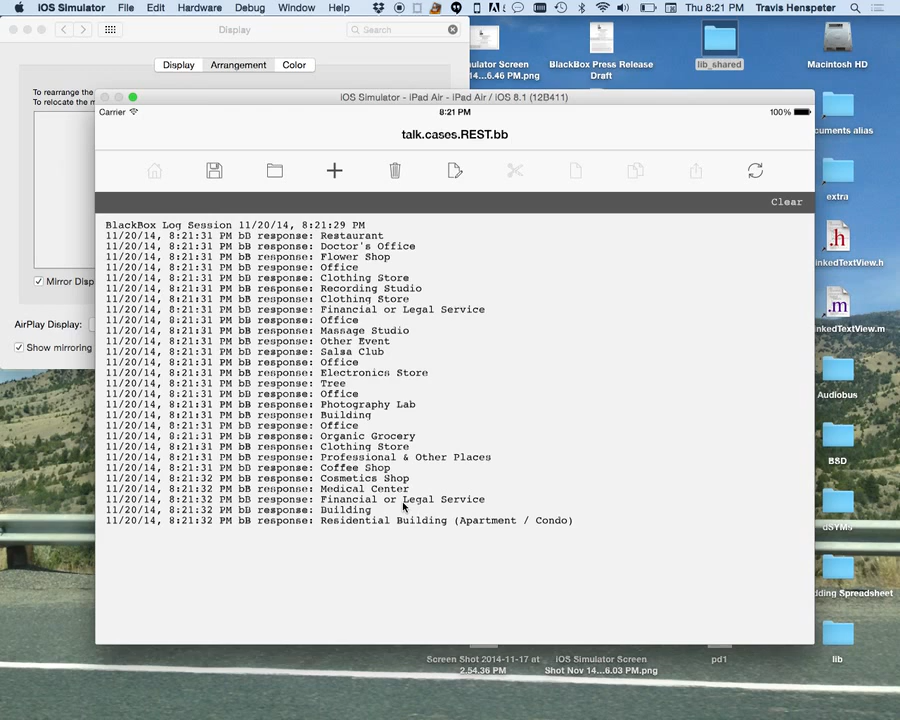 iOS Simulator File Edit Hardware Debug Window Help Thu 8:21 PM Travis Henspeter
Display Search
Display Arrangement Color
To rearrange the
To relocate the m
Mirror Disp
AirPlay Display:
Show mirroring
ulator Screen
14...6.46 PM.png
BlackBox Press Release
Draft
lib_shared
Macintosh HD
cuments alias
extra
.h
inkedTextView.h
.m
inkedTextView.m
Audiobus
BSD
dSYMs
dding Spreadsheet
lib
iOS Simulator - iPad Air - iPad Air / iOS 8.1 (12B411)
Carrier 8:21 PM 100%
talk.cases.REST.bb
Clear
BlackBox Log Session 11/20/14, 8:21:29 PM
11/20/14, 8:21:31 PM bB response: Restaurant
11/20/14, 8:21:31 PM bB response: Doctor's Office
11/20/14, 8:21:31 PM bB response: Flower Shop
11/20/14, 8:21:31 PM bB response: Office
11/20/14, 8:21:31 PM bB response: Clothing Store
11/20/14, 8:21:31 PM bB response: Recording Studio
11/20/14, 8:21:31 PM bB response: Clothing Store
11/20/14, 8:21:31 PM bB response: Financial or Legal Service
11/20/14, 8:21:31 PM bB response: Office
11/20/14, 8:21:31 PM bB response: Massage Studio
11/20/14, 8:21:31 PM bB response: Other Event
11/20/14, 8:21:31 PM bB response: Salsa Club
11/20/14, 8:21:31 PM bB response: Office
11/20/14, 8:21:31 PM bB response: Electronics Store
11/20/14, 8:21:31 PM bB response: Tree
11/20/14, 8:21:31 PM bB response: Office
11/20/14, 8:21:31 PM bB response: Photography Lab
11/20/14, 8:21:31 PM bB response: Building
11/20/14, 8:21:31 PM bB response: Office
11/20/14, 8:21:31 PM bB response: Organic Grocery
11/20/14, 8:21:31 PM bB response: Clothing Store
11/20/14, 8:21:31 PM bB response: Professional & Other Places
11/20/14, 8:21:31 PM bB response: Coffee Shop
11/20/14, 8:21:32 PM bB response: Cosmetics Shop
11/20/14, 8:21:32 PM bB response: Medical Center
11/20/14, 8:21:32 PM bB response: Financial or Legal Service
11/20/14, 8:21:32 PM bB response: Building
11/20/14, 8:21:32 PM bB response: Residential Building (Apartment / Condo)
Screen Shot 2014-11-17 at
2.54.36 PM
iOS Simulator Screen
Shot Nov 14...6.03 PM.png
pd1